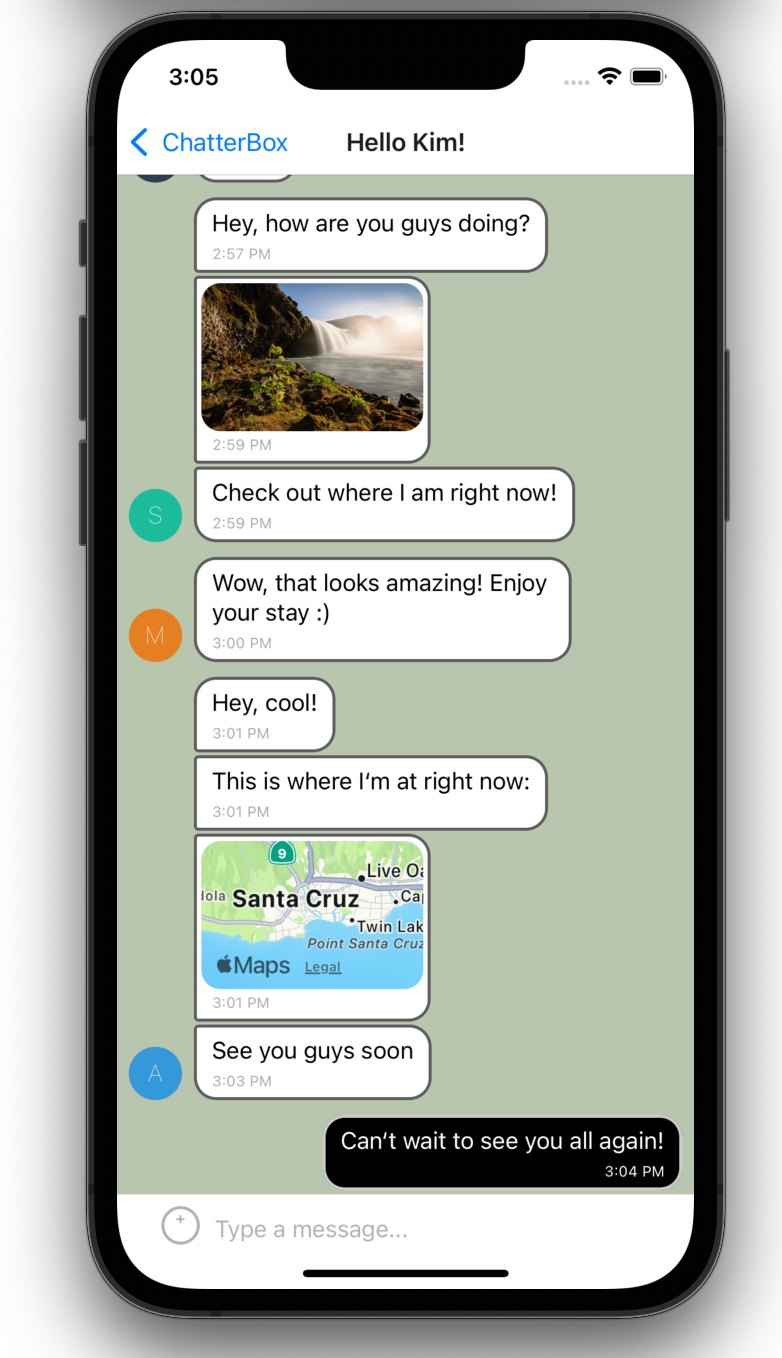 3:05
ChatterBox
Hello Kim!
Hey, how are you guys doing?
2:57 PM
2:59 PM
Check out where I am right now!
2:59 PM
S
Wow, that looks amazing! Enjoy
your stay :)
3:00 PM
M
Hey, cool!
3:01 PM
This is where I‘m at right now:
3:01 PM
9
Live Oa
lola Santa Cruz
Cap
Twin Lak
Point Santa Cruz
Maps Legal
3:01 PM
See you guys soon
3:03 PM
A
Can‘t wait to see you all again!
3:04 PM
Type a message...